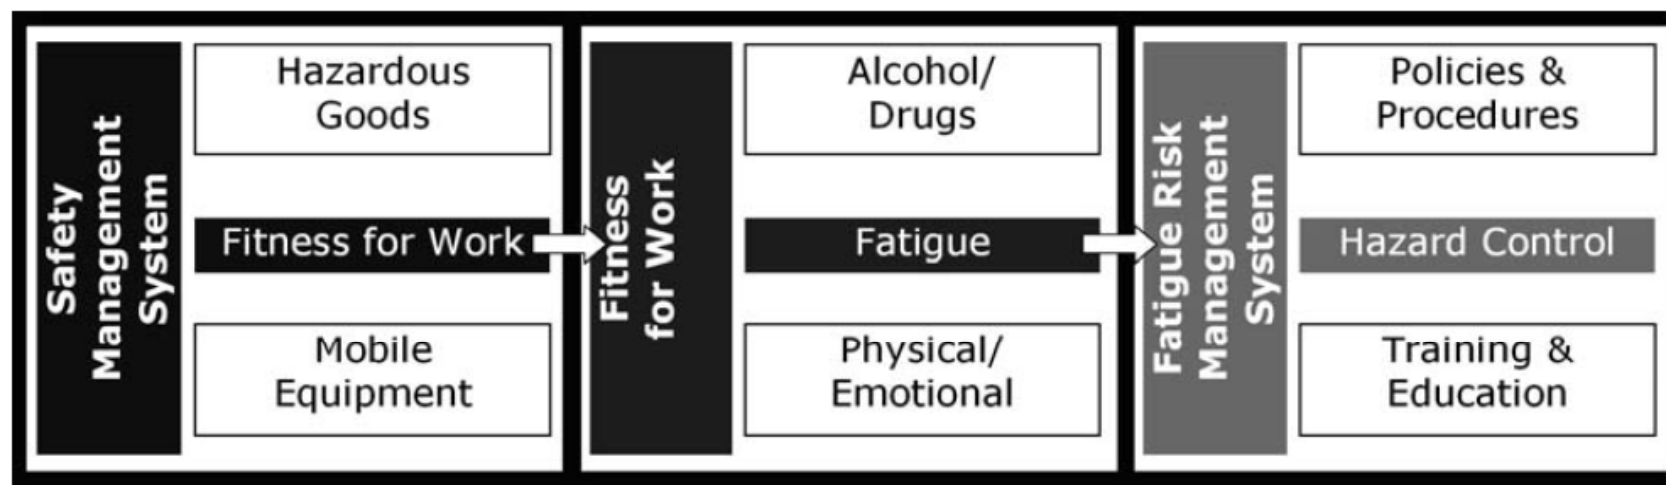 Safety
Management
System
Hazardous
Goods
Fitness for Work
Mobile
Equipment
Fitness
for Work
Alcohol/
Drugs
Fatigue
Physical/
Emotional
Fatigue Risk
Management
System
Policies &
Procedures
Hazard Control
Training &
Education